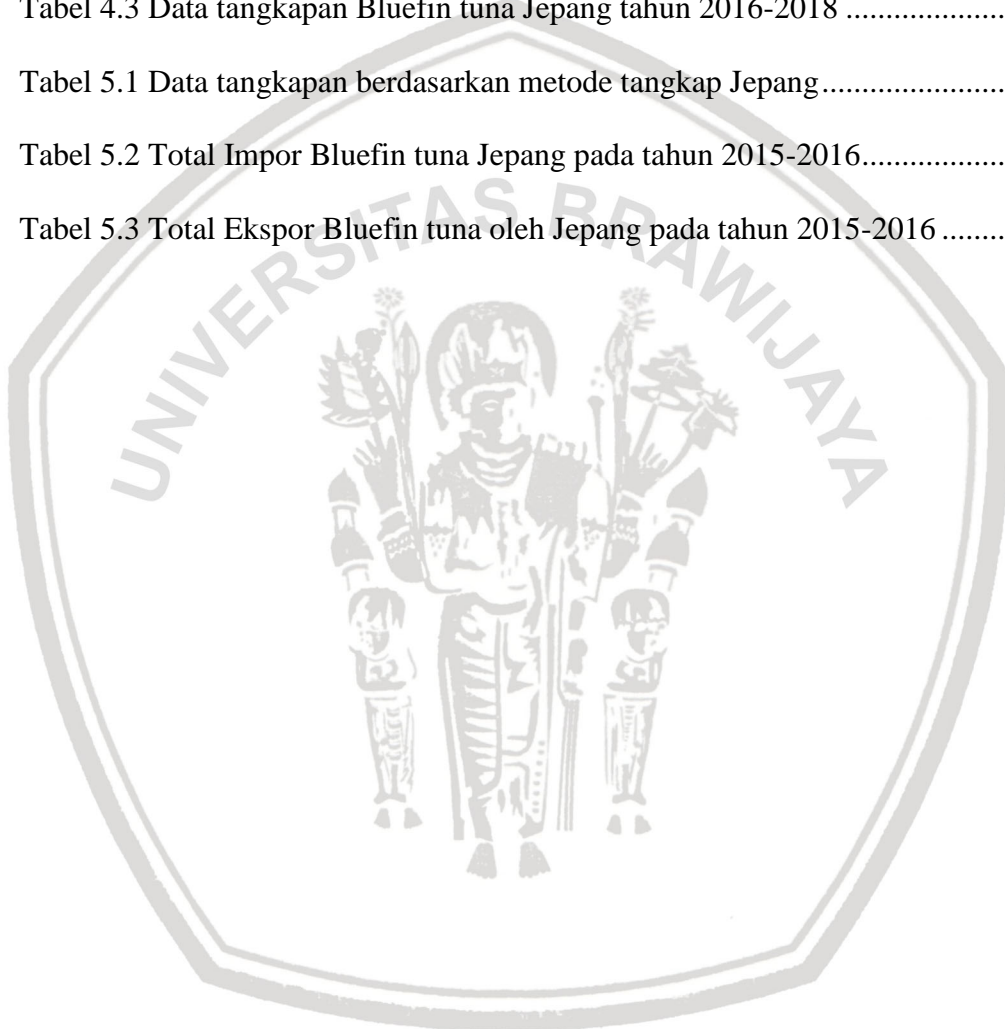 Tabel 4.3 Data tangkapan Bluefin tuna Jepang tahun 2016-2018 ....................
Tabel 5.1 Data tangkapan berdasarkan metode tangkap Jepang.......................
Tabel 5.2 Total Impor Bluefin tuna Jepang pada tahun 2015-2016..................
Tabel 5.3 Total Ekspor Bluefin tuna oleh Jepang pada tahun 2015-2016 ........
UNIVERSITAS BRAWIJAYA